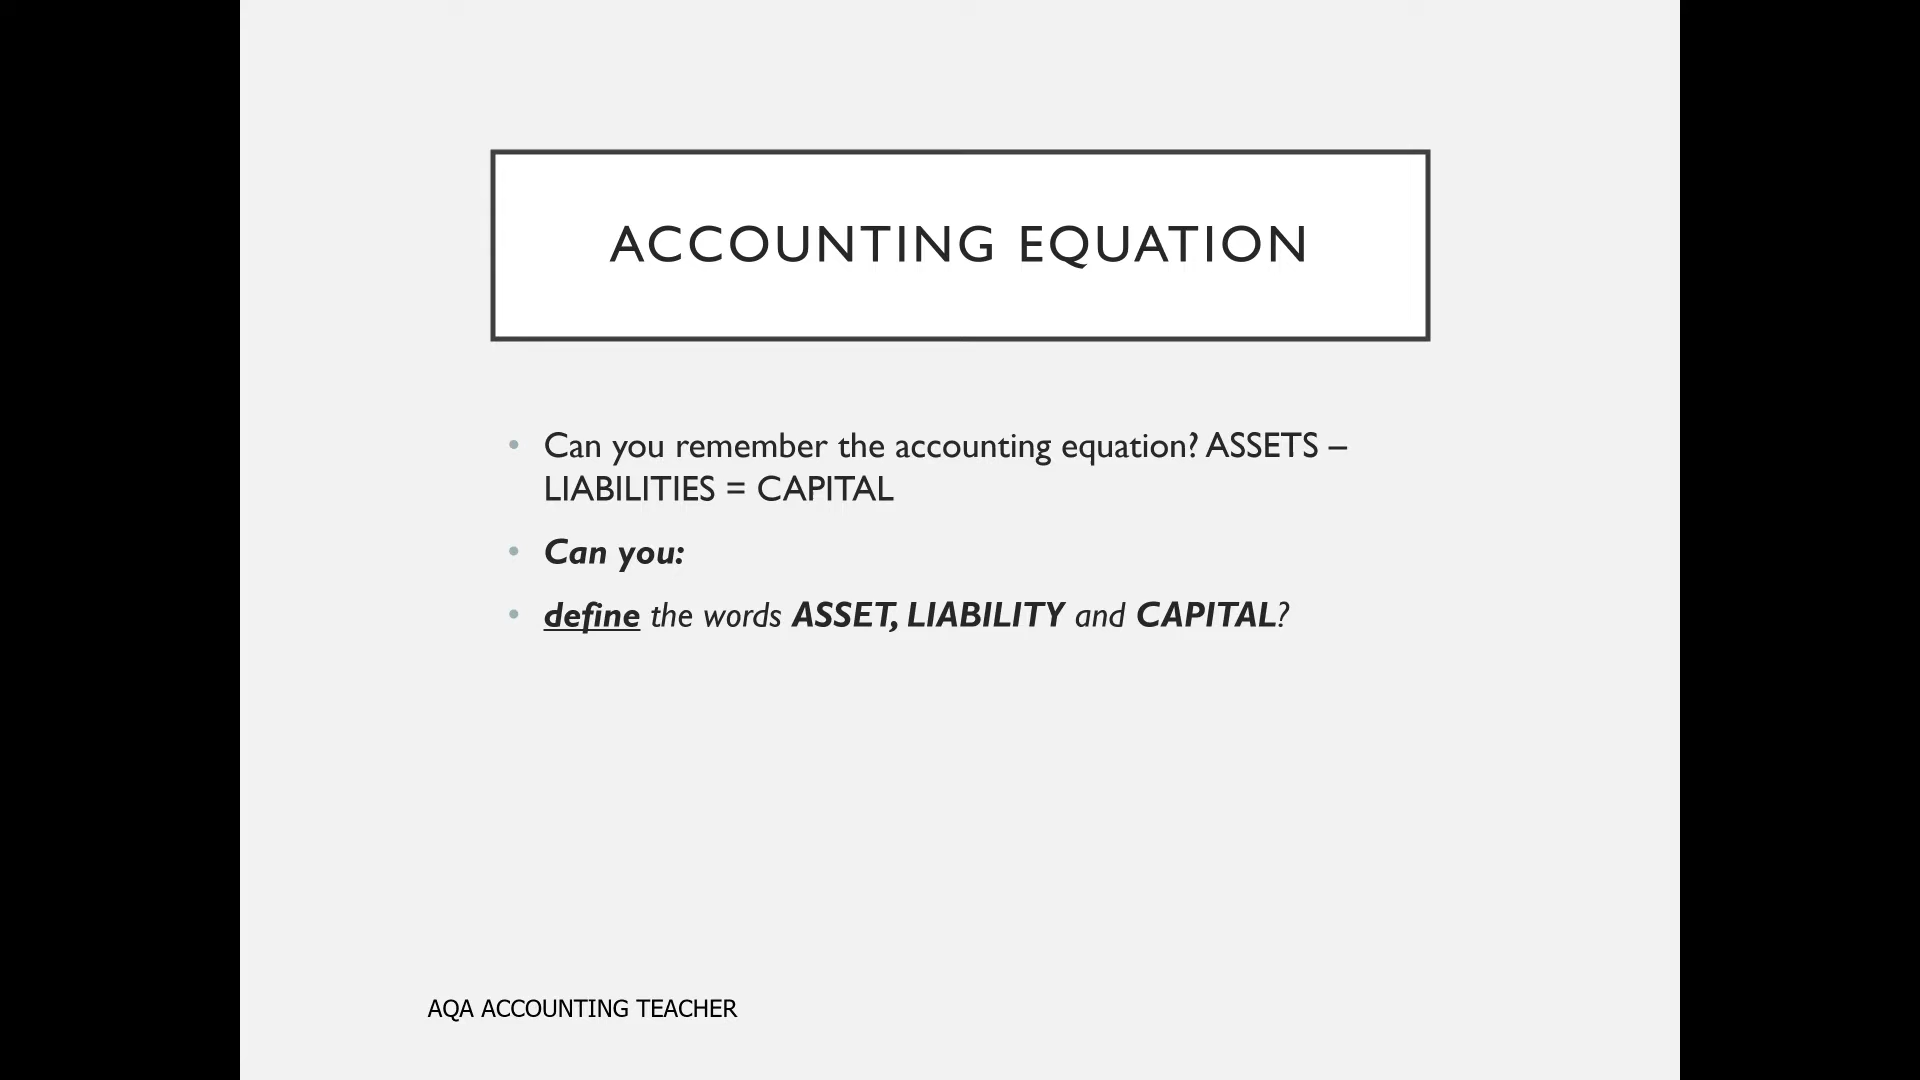 ACCOUNTING EQUATION
• Can you remember the accounting equation? ASSETS –
LIABILITIES = CAPITAL
• Can you:
• define the words ASSET, LIABILITY and CAPITAL?
AQA ACCOUNTING TEACHER